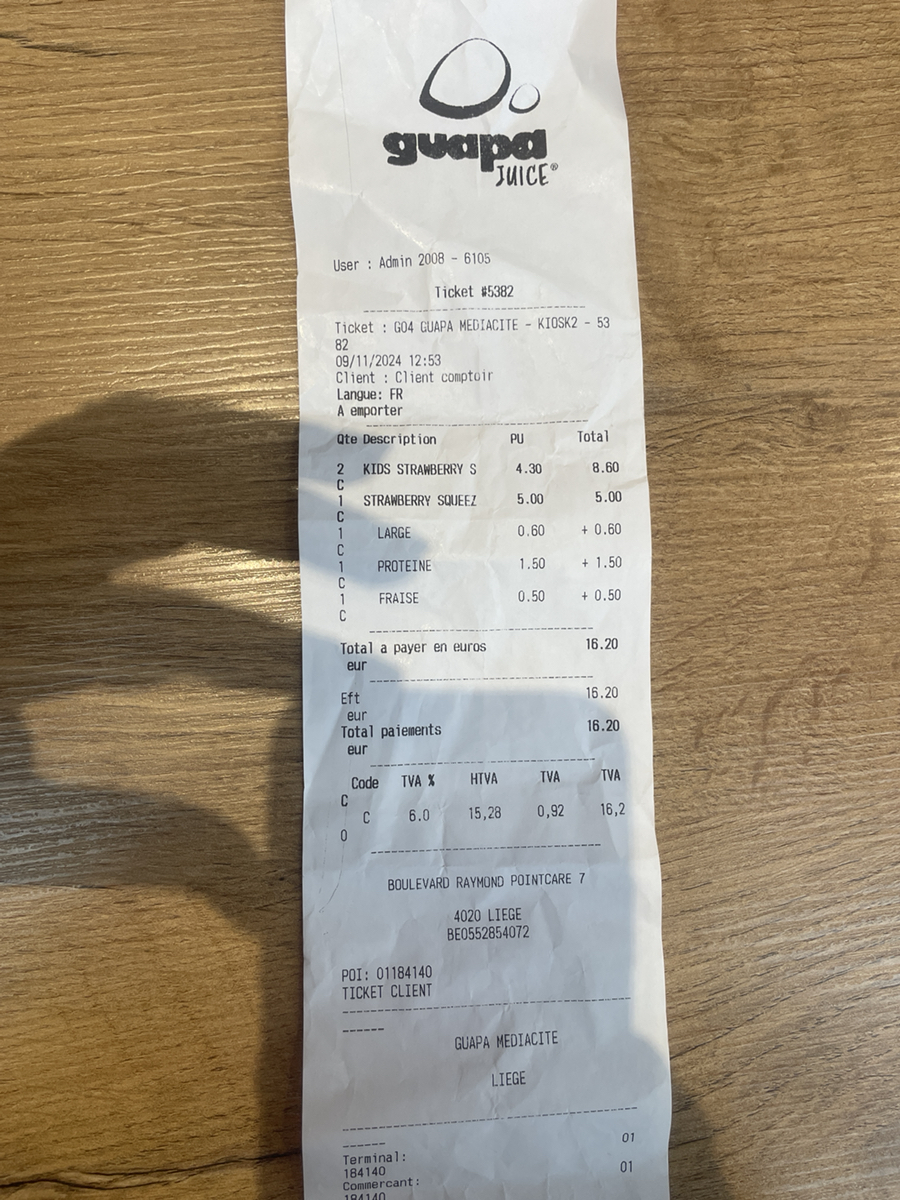 guapa
JUICE®
User : Admin 2008 - 6105
Ticket #5382
Ticket : GO4 GUAPA MEDIACITE - KIOSK2 - 53
82
09/11/2024 12:53
Client : Client comptoir
Langue: FR
A emporter
Qte Description PU Total
2 KIDS STRAWBERRY S 4.30 8.60
C
1 STRAWBERRY SQUEEZ 5.00 5.00
C
1 LARGE 0.60 + 0.60
C
1 PROTEINE 1.50 + 1.50
C
1 FRAISE 0.50 + 0.50
C
Total a payer en euros 16.20
eur
Eft 16.20
eur
Total paiements 16.20
eur
Code TVA % HTVA TVA TVA
C
C 6.0 15,28 0,92 16,2
0
BOULEVARD RAYMOND POINTCARE 7
4020 LIEGE
BE0552854072
POI: 01184140
TICKET CLIENT
------
GUAPA MEDIACITE
LIEGE
------
Terminal: 01
184140
Commercant: 01
184140